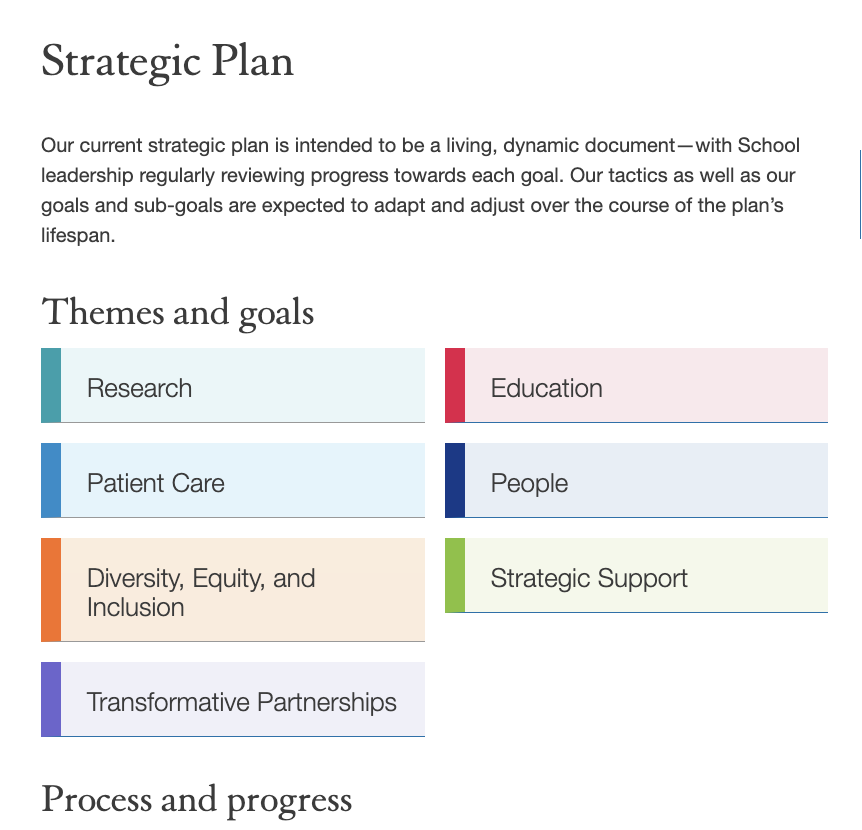 Strategic Plan
Our current strategic plan is intended to be a living, dynamic document—with School
leadership regularly reviewing progress towards each goal. Our tactics as well as our
goals and sub-goals are expected to adapt and adjust over the course of the plan’s
lifespan.
Themes and goals
Research
Education
Patient Care
People
Diversity, Equity, and
Inclusion
Strategic Support
Transformative Partnerships
Process and progress